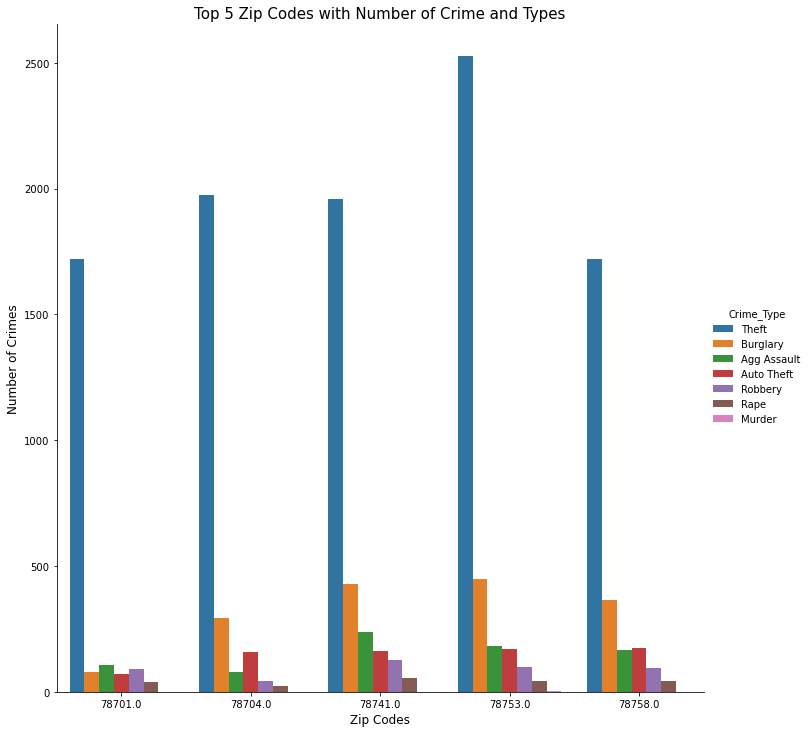 Top 5 Zip Codes with Number of Crime and Types
Number of Crimes
2500
2000
1500
1000
500
0
78701.0
78704.0
78741.0
78753.0
78758.0
Zip Codes
Crime_Type
Theft
Burglary
Agg Assault
Auto Theft
Robbery
Rape
Murder